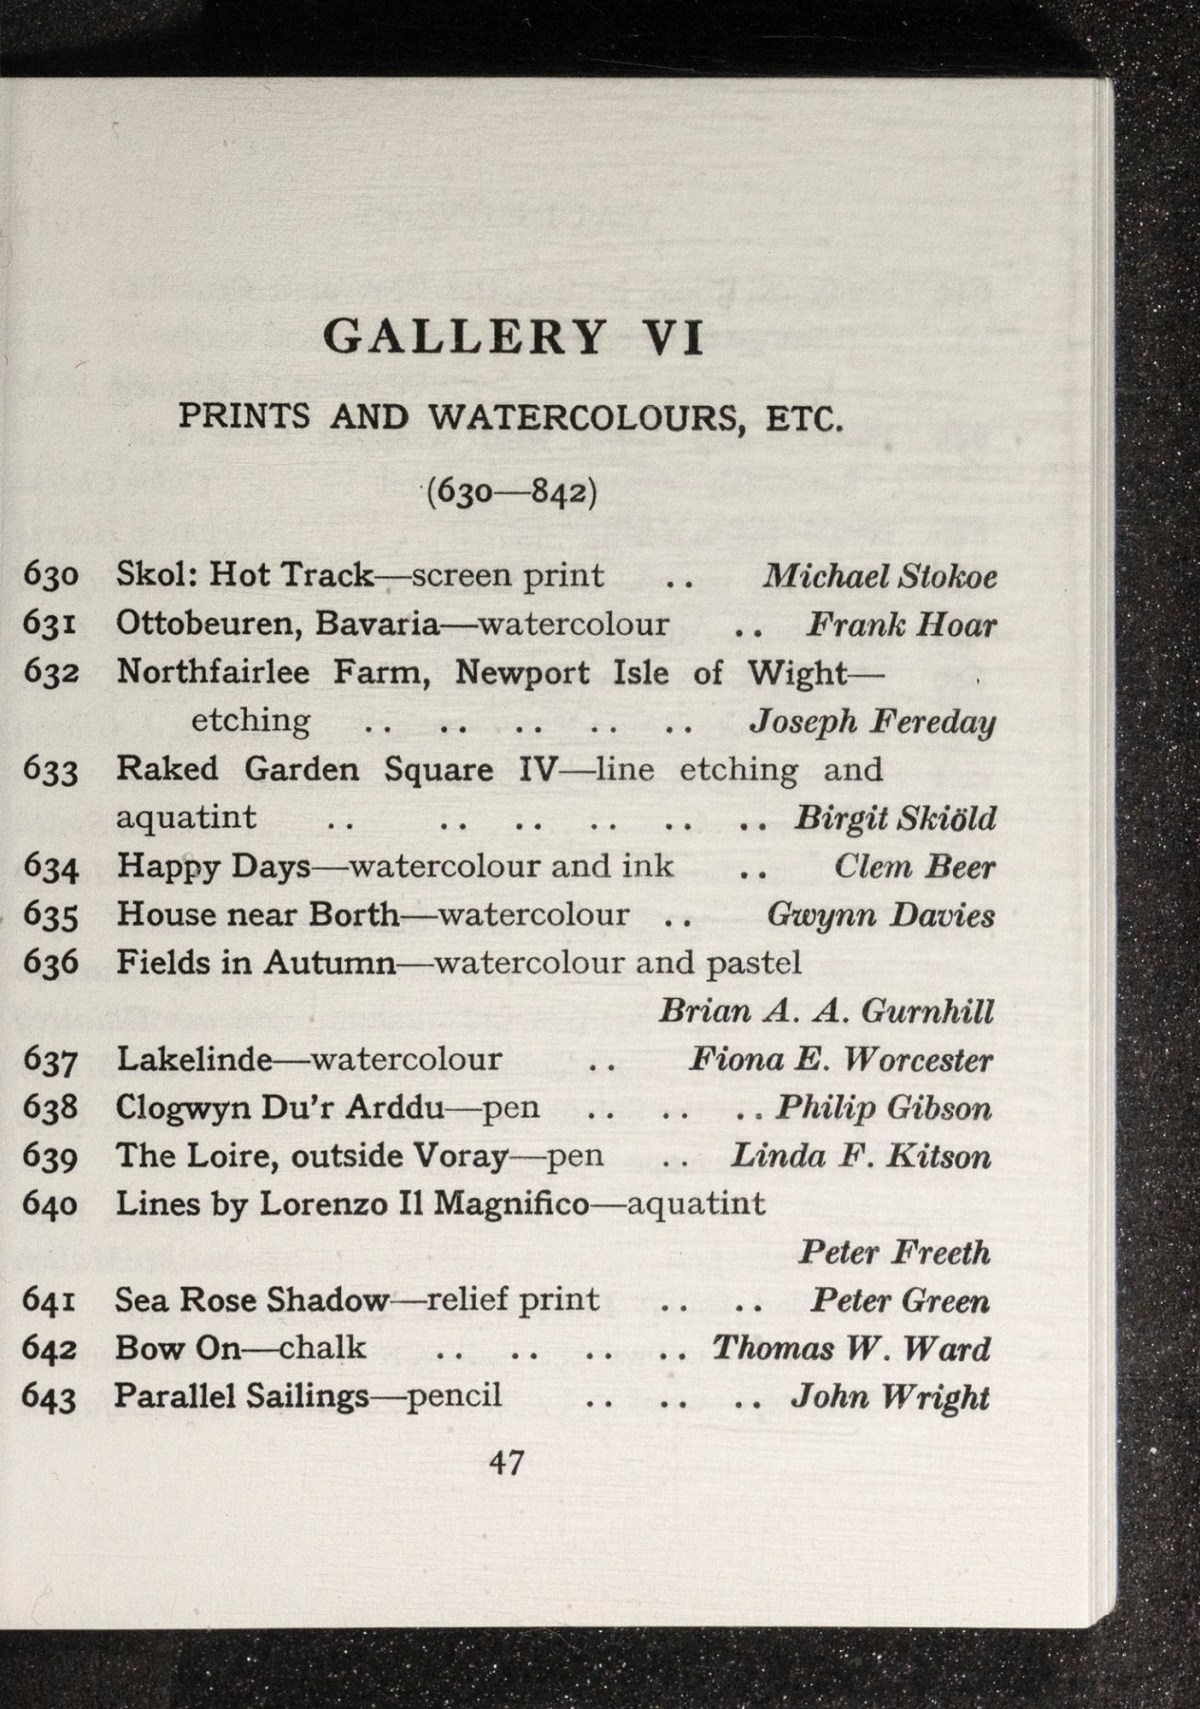 GALLERY VI
PRINTS AND WATERCOLOURS, ETC.
(630—842)
630 Skol: Hot Track—screen print .. Michael Stokoe
631 Ottobeuren, Bavaria—watercolour .. Frank Hoar
632 Northfairlee Farm, Newport Isle of Wight—
etching .. .. .. .. .. Joseph Fereday
633 Raked Garden Square IV—line etching and
aquatint .. .. .. .. .. .. Birgit Skiöld
634 Happy Days—watercolour and ink .. Clem Beer
635 House near Borth—watercolour .. Gwynn Davies
636 Fields in Autumn—watercolour and pastel
Brian A. A. Gurnhill
637 Lakelinde—watercolour .. Fiona E. Worcester
638 Clogwyn Du'r Arddu—pen .. .. .. Philip Gibson
639 The Loire, outside Voray—pen .. Linda F. Kitson
640 Lines by Lorenzo Il Magnifico—aquatint
Peter Freeth
641 Sea Rose Shadow—relief print .. .. Peter Green
642 Bow On—chalk .. .. .. .. Thomas W. Ward
643 Parallel Sailings—pencil .. .. .. John Wright
47